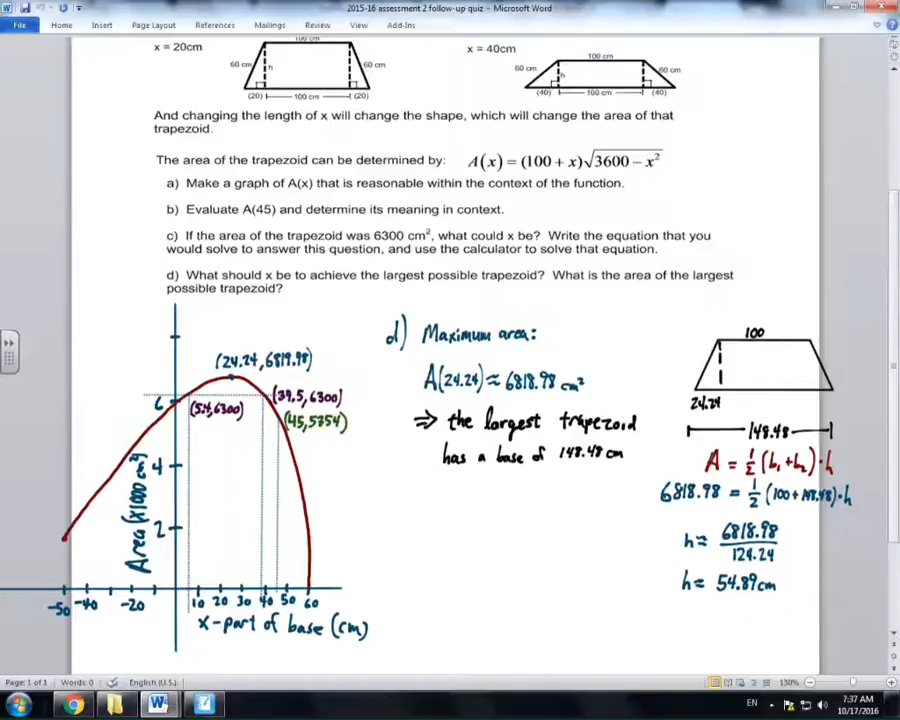 2015-16 assessment 2 follow-up quiz - Microsoft Word
File Home Insert Page Layout References Mailings Review View Add-Ins
x = 20cm
100 cm
60 cm h 60 cm
(20) 100 cm (20)
x = 40cm
100 cm
60 cm h 60 cm
(40) 100 cm (40)
And changing the length of x will change the shape, which will change the area of that
trapezoid.
The area of the trapezoid can be determined by: A(x) = (100 + x)√3600 − x²
a) Make a graph of A(x) that is reasonable within the context of the function.
b) Evaluate A(45) and determine its meaning in context.
c) If the area of the trapezoid was 6300 cm², what could x be? Write the equation that you
would solve to answer this question, and use the calculator to solve that equation.
d) What should x be to achieve the largest possible trapezoid? What is the area of the largest
possible trapezoid?
(24.24, 6819.98)
(5.4, 6300)
(39.5, 6300)
(45, 5354)
6
4
2
Area (x1000 cm²)
-50 -40 -20 10 20 30 40 50 60
x-part of base (cm)
d) Maximum area:
A(24.24) ≈ 6818.98 cm²
⇒ the largest trapezoid
has a base of 148.48 cm
100
24.24
148.48
A = ½(b₁+b₂)·h
6818.98 = ½(100+148.48)·h
h ≈ 6818.98
124.24
h ≈ 54.89cm
Page: 1 of 1 Words: 0 English (U.S.) 130%
EN 7:37 AM
10/17/2016